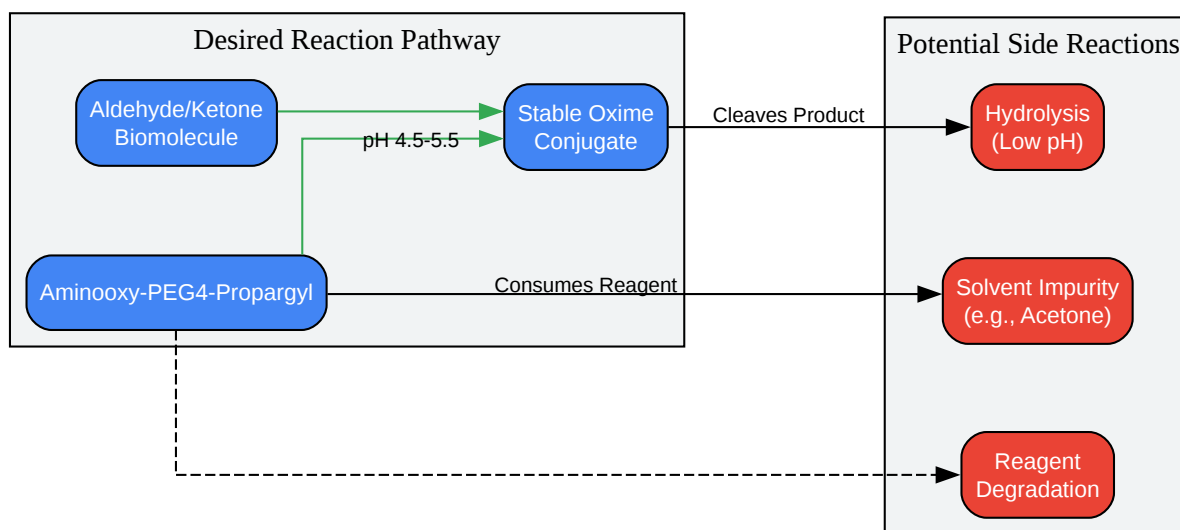 Desired Reaction Pathway
Potential Side Reactions
Aldehyde/Ketone
Biomolecule
pH 4.5-5.5
Stable Oxime
Conjugate
Cleaves Product
Hydrolysis
(Low pH)
Aminooxy-PEG4-Propargyl
Consumes Reagent
Solvent Impurity
(e.g., Acetone)
Reagent
Degradation